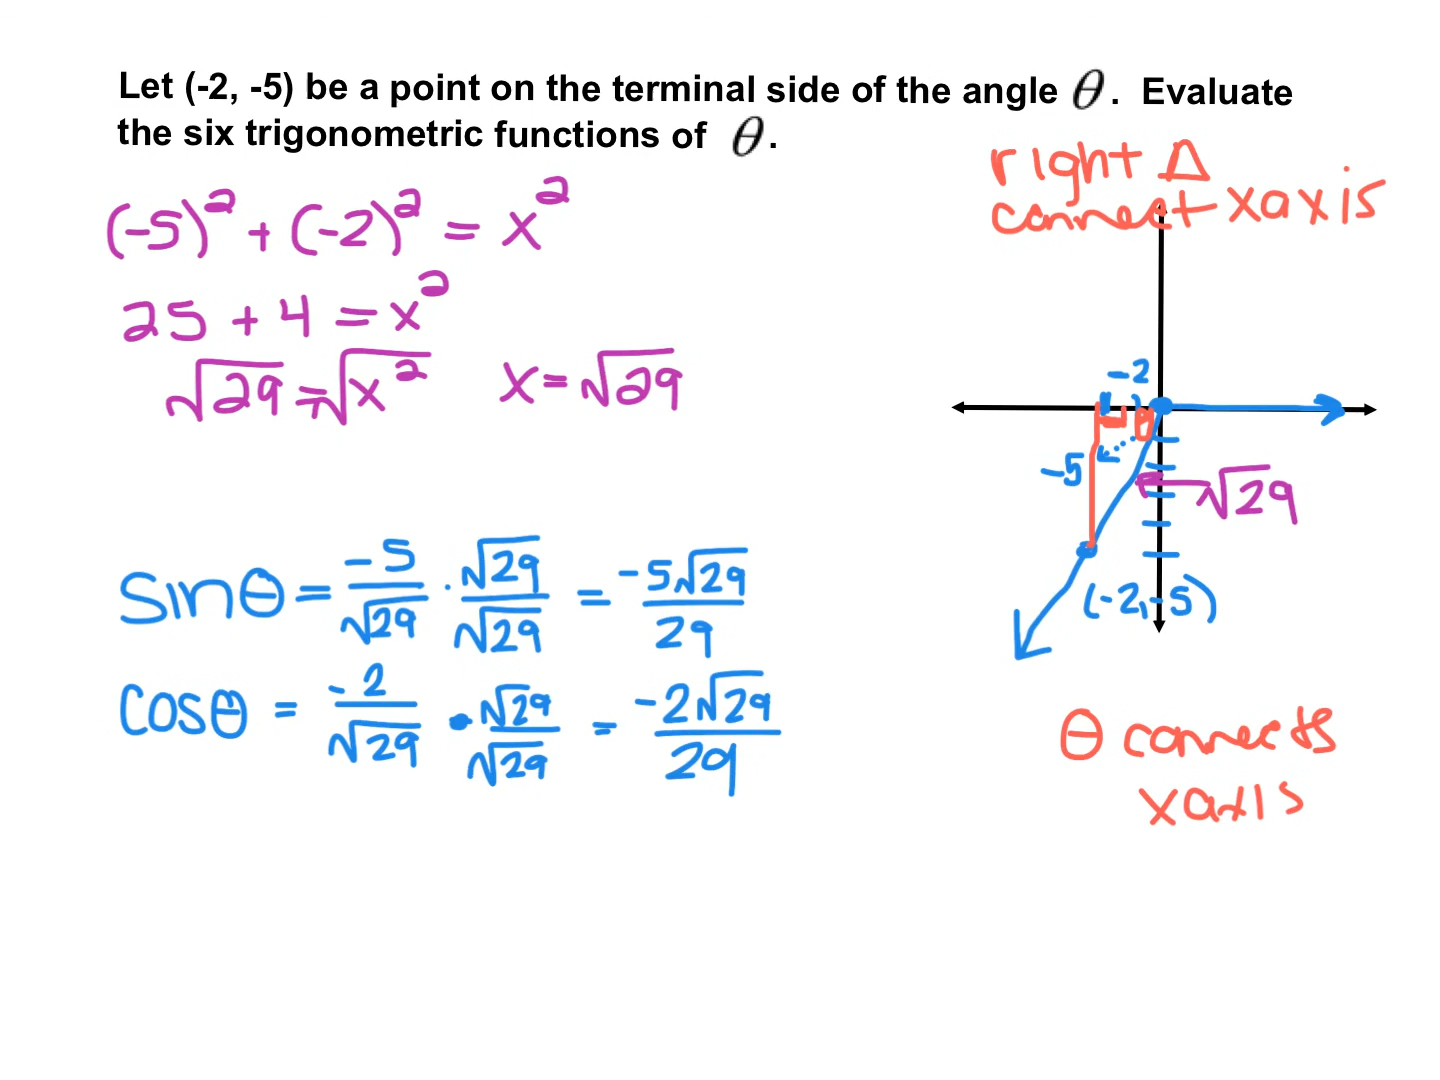 Let (-2, -5) be a point on the terminal side of the angle θ. Evaluate
the six trigonometric functions of θ.
right Δ
connect x axis
(-5)² + (-2)² = x²
25 + 4 = x²
√29 = √x² x = √29
-2
θ
-5
√29
(-2,-5)
sinθ = -5/√29 · √29/√29 = -5√29/29
cosθ = -2/√29 · √29/√29 = -2√29/29
θ connects
x axis